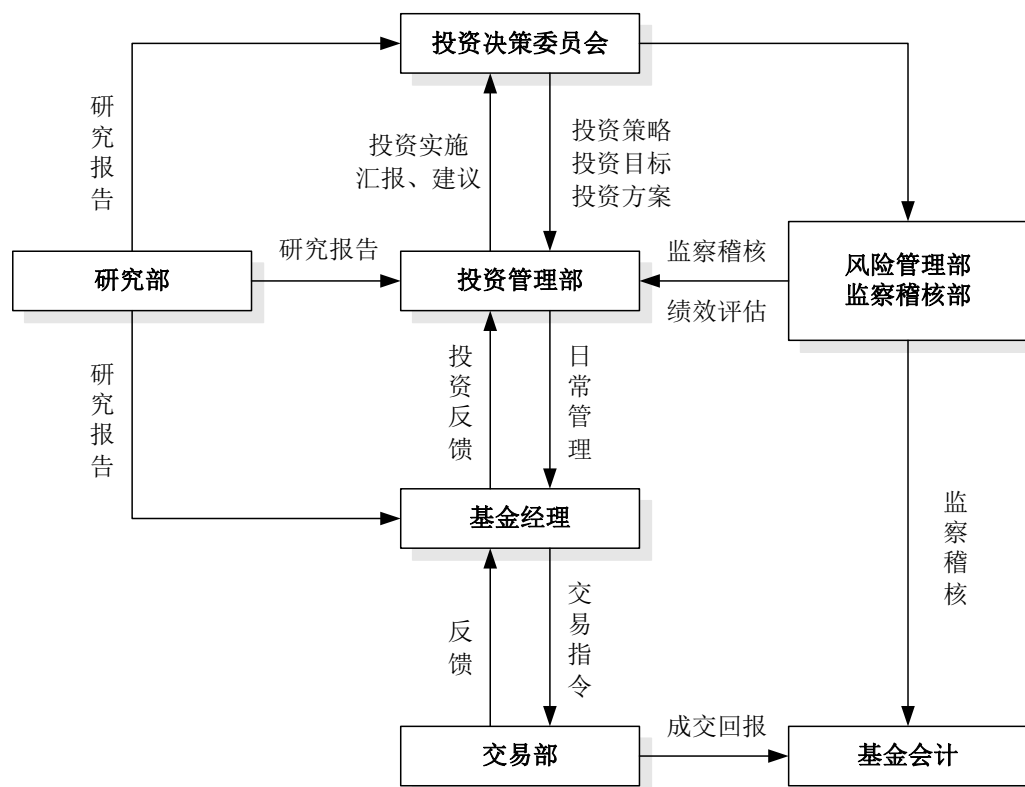 投资决策委员会
研究报告
投资实施
汇报、建议
投资策略
投资目标
投资方案
研究部
研究报告
投资管理部
监察稽核
绩效评估
风险管理部
监察稽核部
研究报告
投资反馈
日常管理
基金经理
监察稽核
反馈
交易指令
交易部
成交回报
基金会计